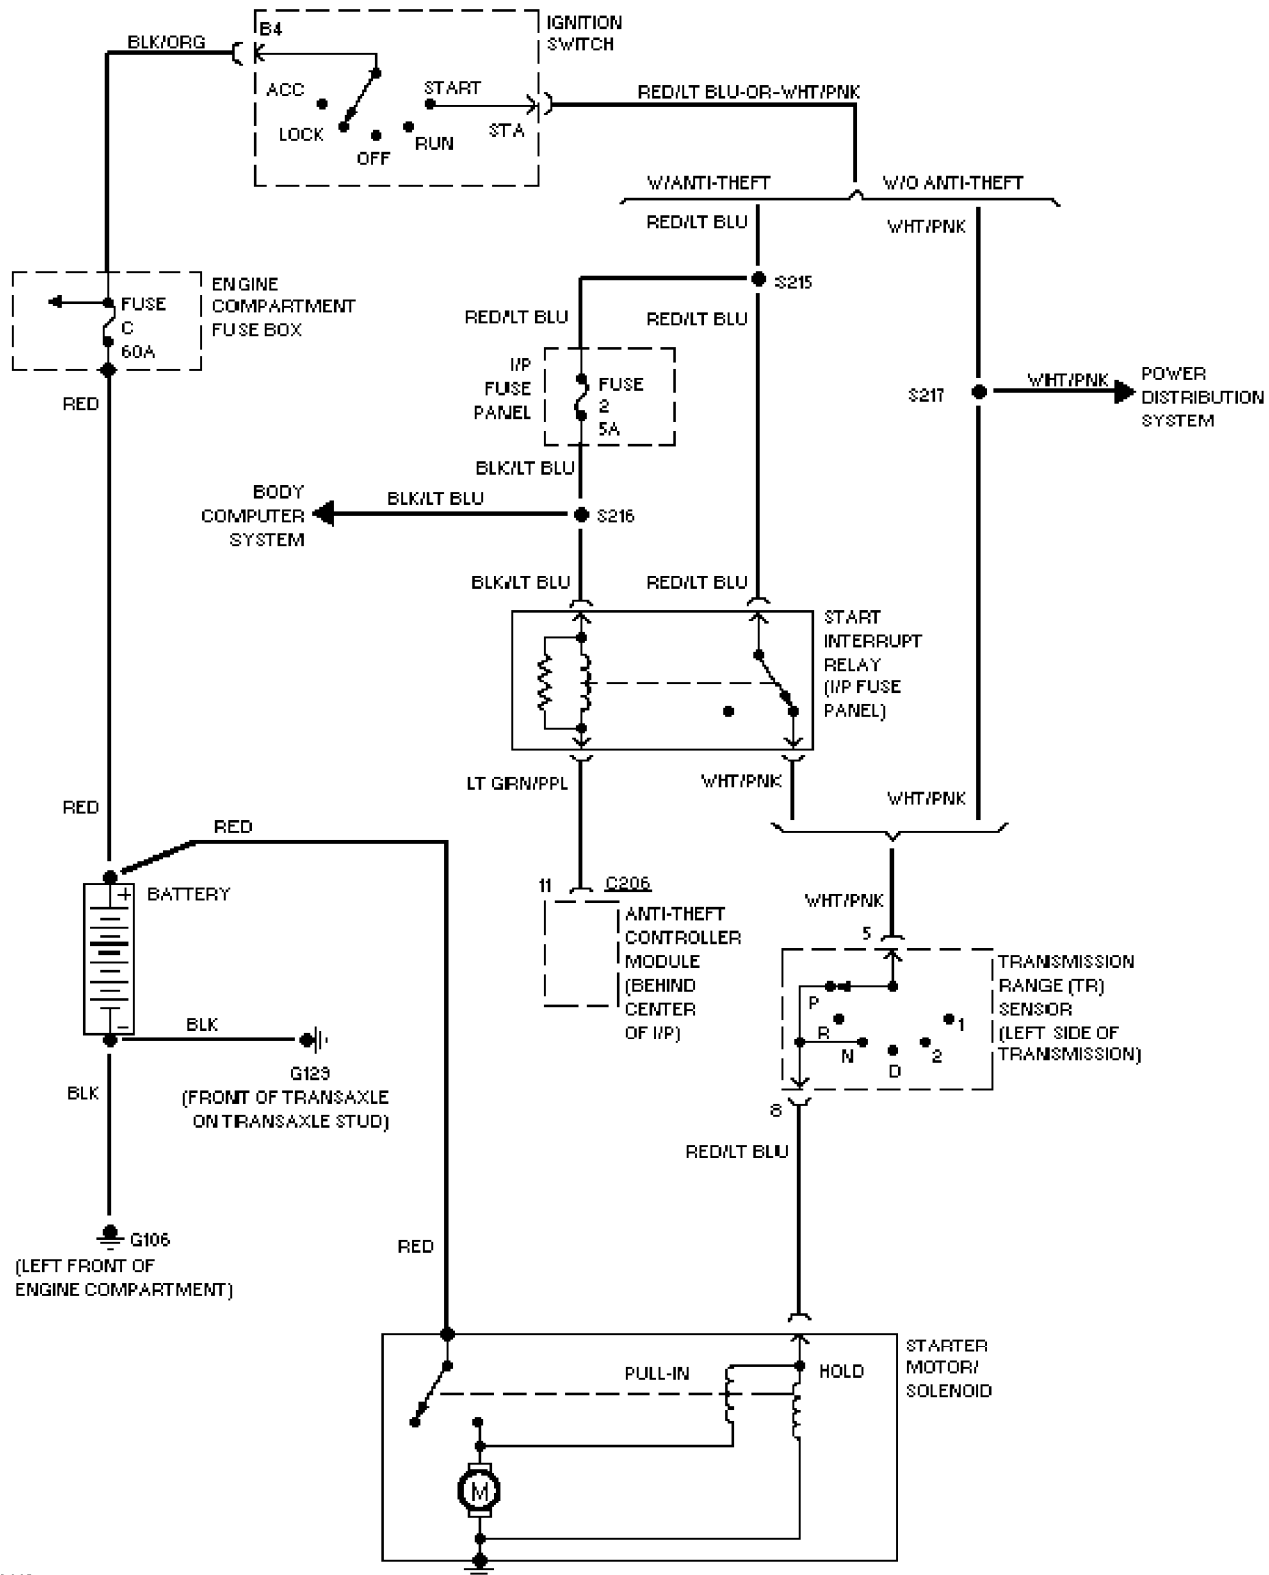 B4
IGNITION
SWITCH
BLK/ORG
ACC
START
LOCK
OFF
RUN
STA
RED/LT BLU-OR-WHT/PNK
W/ANTI-THEFT
W/O ANTI-THEFT
RED/LT BLU
WHT/PNK
S215
ENGINE
COMPARTMENT
FUSE BOX
FUSE
C
60A
RED
RED/LT BLU
RED/LT BLU
I/P
FUSE
PANEL
FUSE
2
5A
S217
WHT/PNK
POWER
DISTRIBUTION
SYSTEM
BLK/LT BLU
BODY
COMPUTER
SYSTEM
BLK/LT BLU
S216
BLK/LT BLU
RED/LT BLU
START
INTERRUPT
RELAY
(I/P FUSE
PANEL)
LT GRN/PPL
WHT/PNK
WHT/PNK
RED
RED
+
BATTERY
-
11
C206
ANTI-THEFT
CONTROLLER
MODULE
(BEHIND
CENTER
OF I/P)
WHT/PNK
5
TRANSMISSION
RANGE (TR)
SENSOR
(LEFT SIDE OF
TRANSMISSION)
P
R
N
D
2
1
8
BLK
G129
(FRONT OF TRANSAXLE
ON TRANSAXLE STUD)
BLK
RED/LT BLU
G106
(LEFT FRONT OF
ENGINE COMPARTMENT)
RED
STARTER
MOTOR/
SOLENOID
PULL-IN
HOLD
M